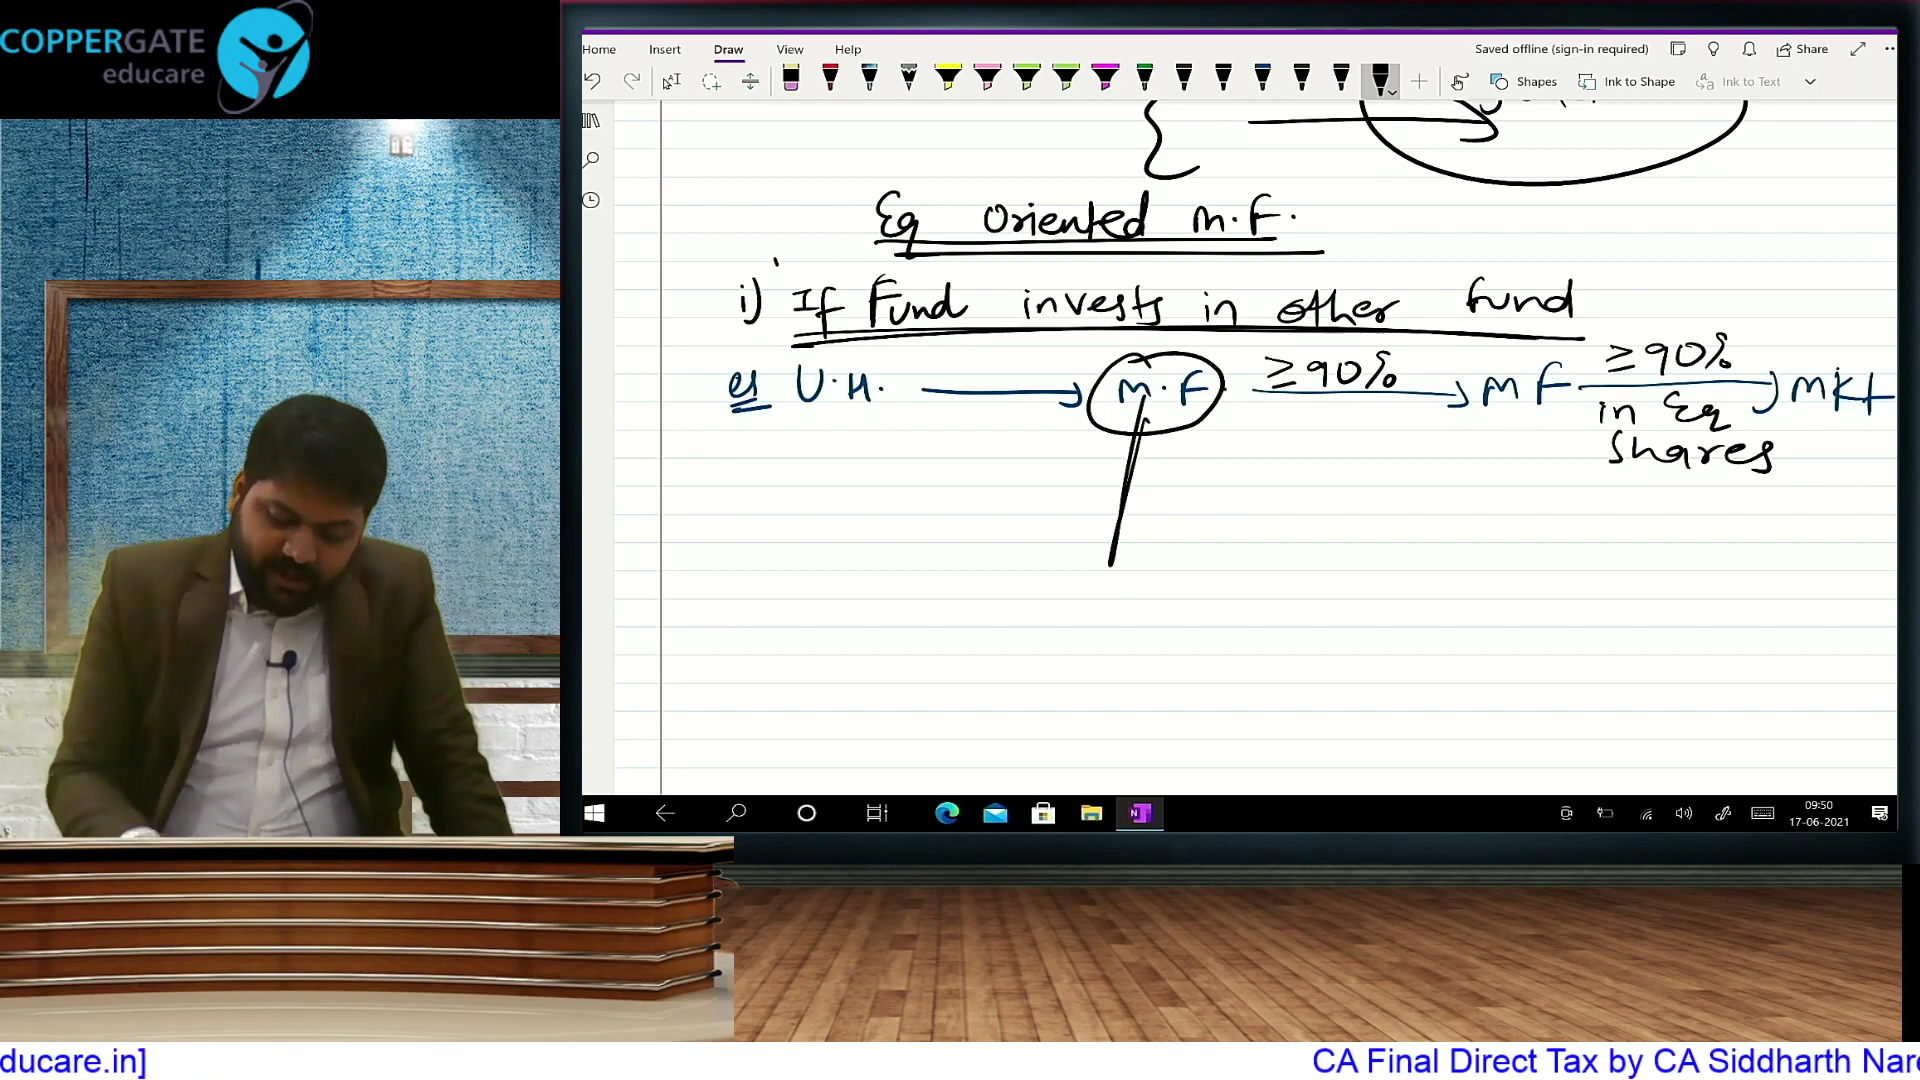 COPPERGATE
educare
Home Insert Draw View Help
Saved offline (sign-in required) Share
Shapes Ink to Shape Ink to Text
Eq Oriented M.F.
i) If Fund invests in other fund
eg U.H. M.F ≥90% MF ≥90% MKt
in Eq
Shares
09:50
17-06-2021
ducare.in] CA Final Direct Tax by CA Siddharth Nar